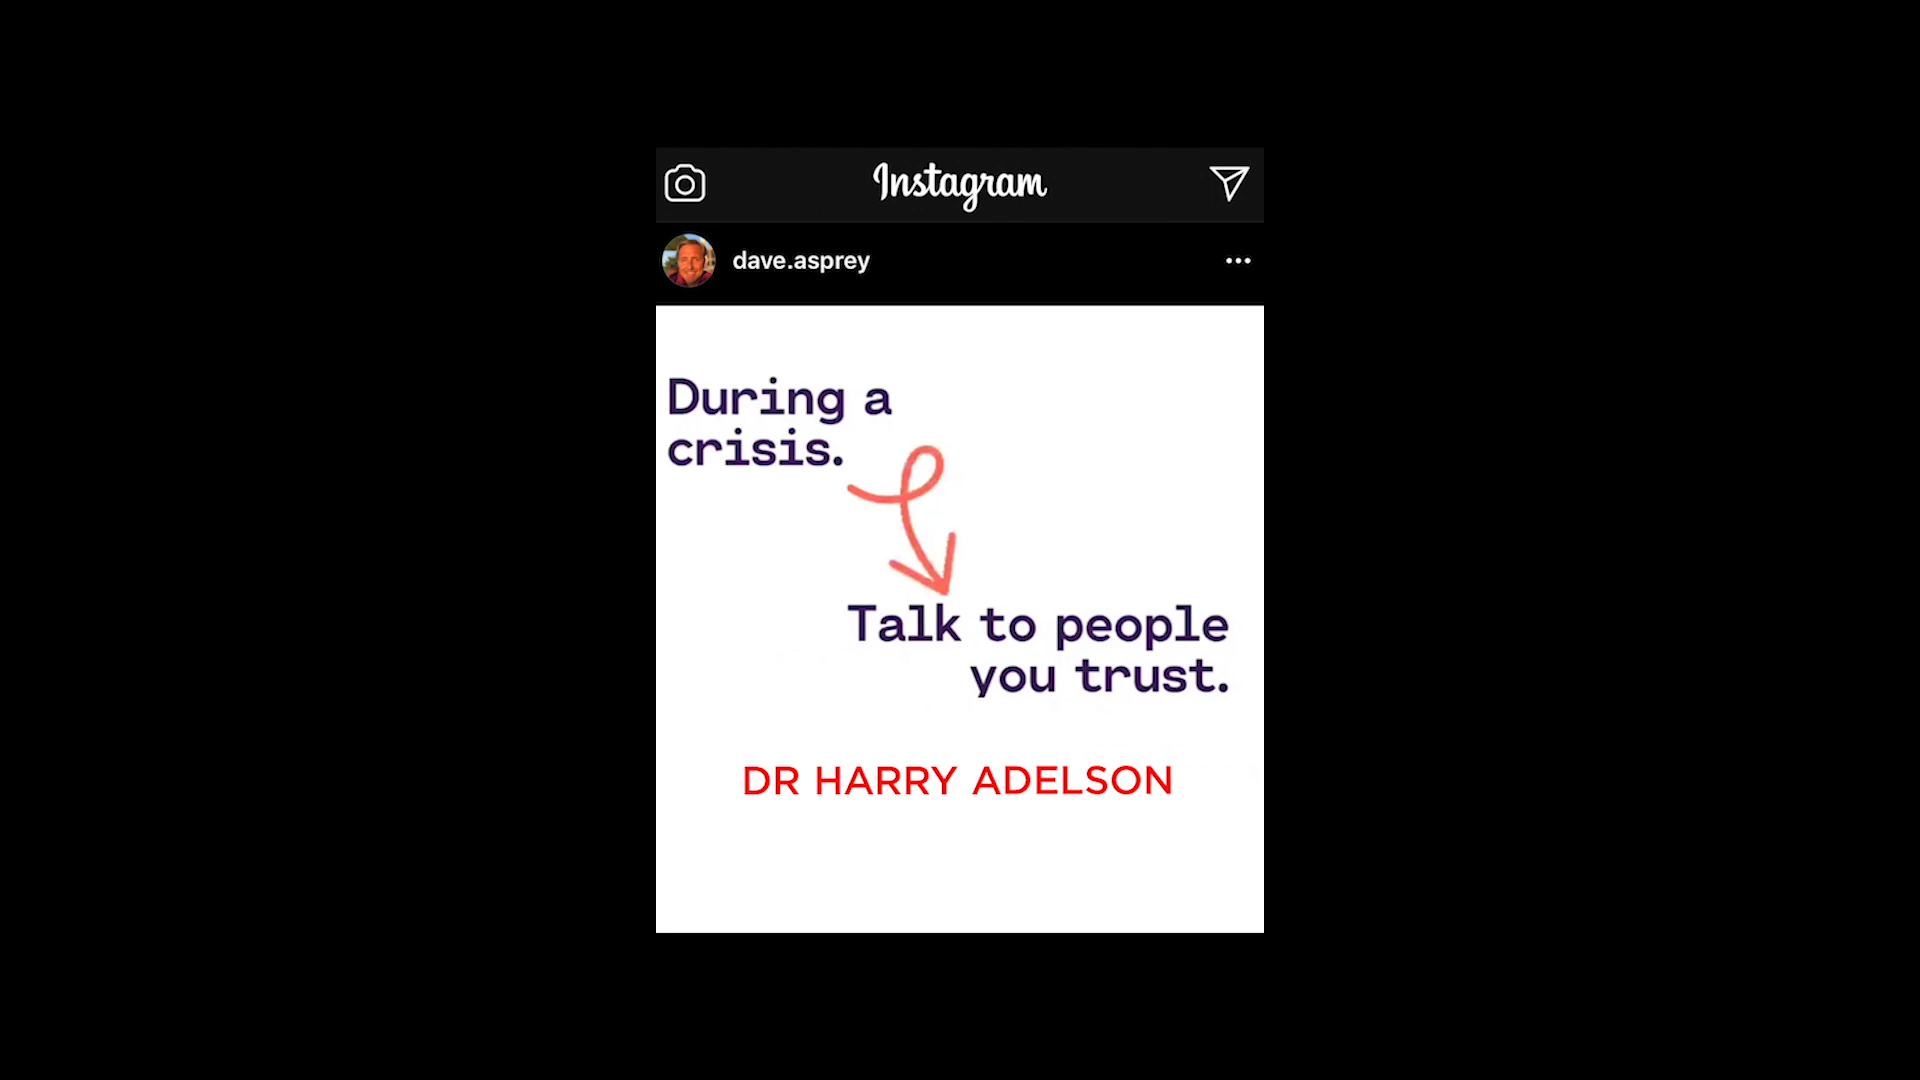 Instagram
dave.asprey
During a
crisis.
Talk to people
you trust.
DR HARRY ADELSON